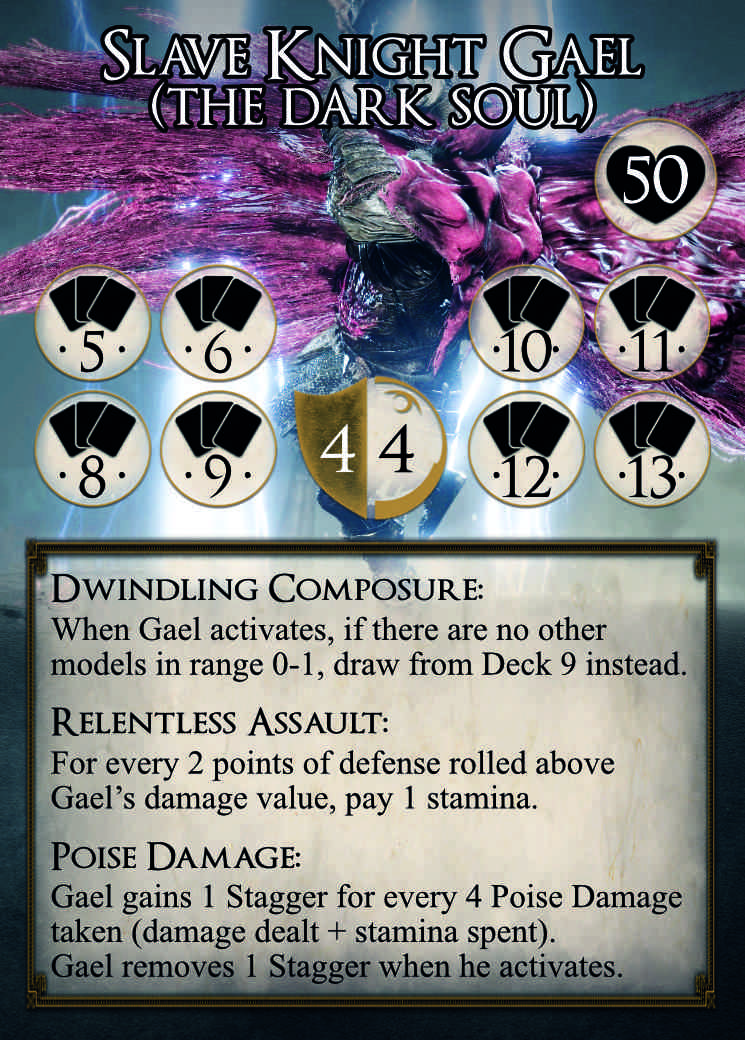 Slave Knight Gael
(the Dark Soul)
50
·5· ·6· ·10· ·11·
·8· ·9· 4 4 ·12· ·13·
Dwindling Composure:
When Gael activates, if there are no other
models in range 0-1, draw from Deck 9 instead.
Relentless Assault:
For every 2 points of defense rolled above
Gael's damage value, pay 1 stamina.
Poise Damage:
Gael gains 1 Stagger for every 4 Poise Damage
taken (damage dealt + stamina spent).
Gael removes 1 Stagger when he activates.